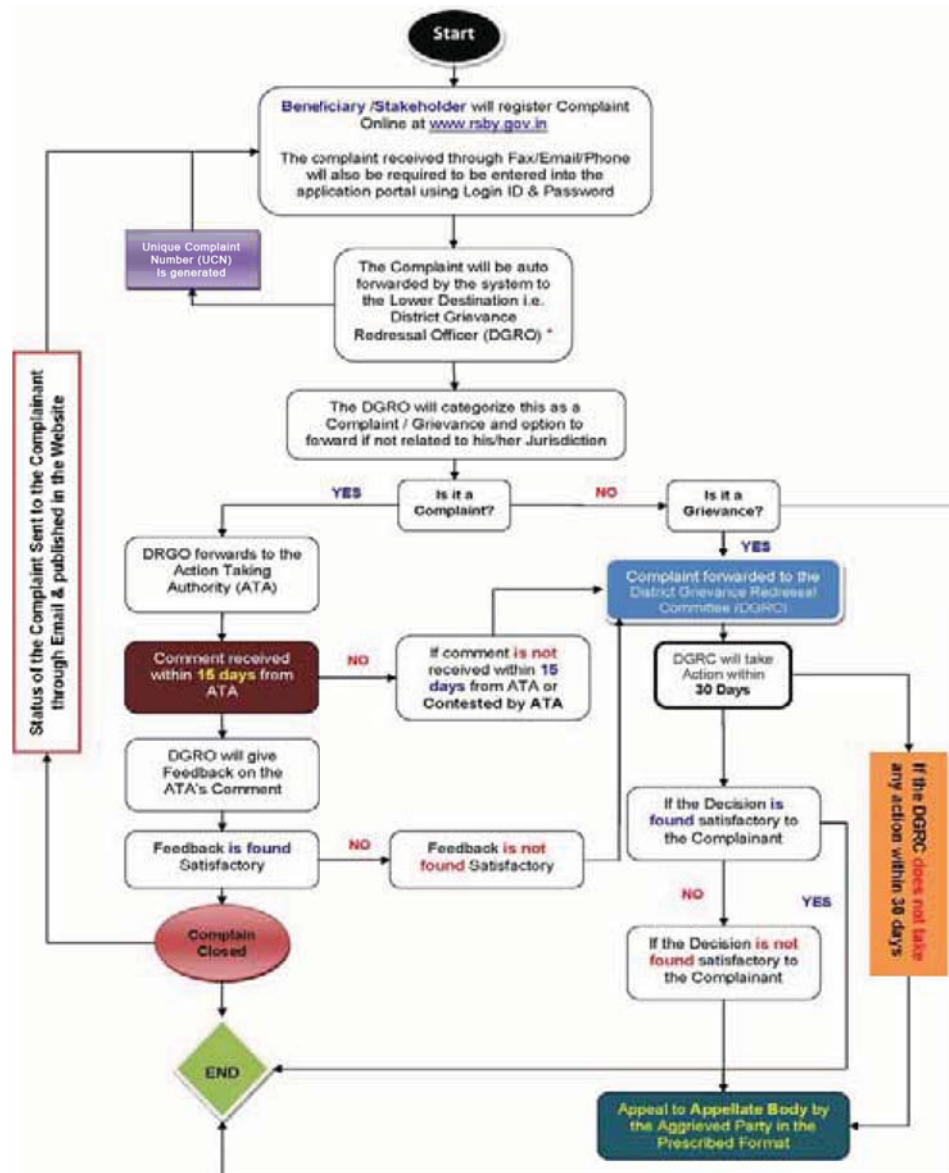 Start
Beneficiary /Stakeholder will register Complaint
Online at www.rsby.gov.in
The complaint received through Fax/Email/Phone
will also be required to be entered into the
application portal using Login ID & Password
Unique Complaint
Number (UCN)
Is generated
The Complaint will be auto
forwarded by the system to
the Lower Destination i.e.
District Grievance
Redressal Officer (DGRO) *
The DGRO will categorize this as a
Complaint / Grievance and option to
forward if not related to his/her Jurisdiction
Status of the Complaint Sent to the Complainant
through Email & published in the Website
YES
Is it a
Complaint?
NO
Is it a
Grievance?
YES
DRGO forwards to the
Action Taking
Authority (ATA)
Complaint forwarded to the
District Grievance Redressal
Committee (DGRC)
Comment received
within 15 days from
ATA
NO
If comment is not
received within 15
days from ATA or
Contested by ATA
DGRC will take
Action within
30 Days
DGRO will give
Feedback on the
ATA's Comment
If the Decision is
found satisfactory to
the Complainant
If the DGRC does not take
any action within 30 days
Feedback is found
Satisfactory
NO
Feedback is not
found Satisfactory
NO
YES
Complain
Closed
If the Decision is not
found satisfactory to
the Complainant
END
Appeal to Appellate Body by
the Aggrieved Party in the
Prescribed Format